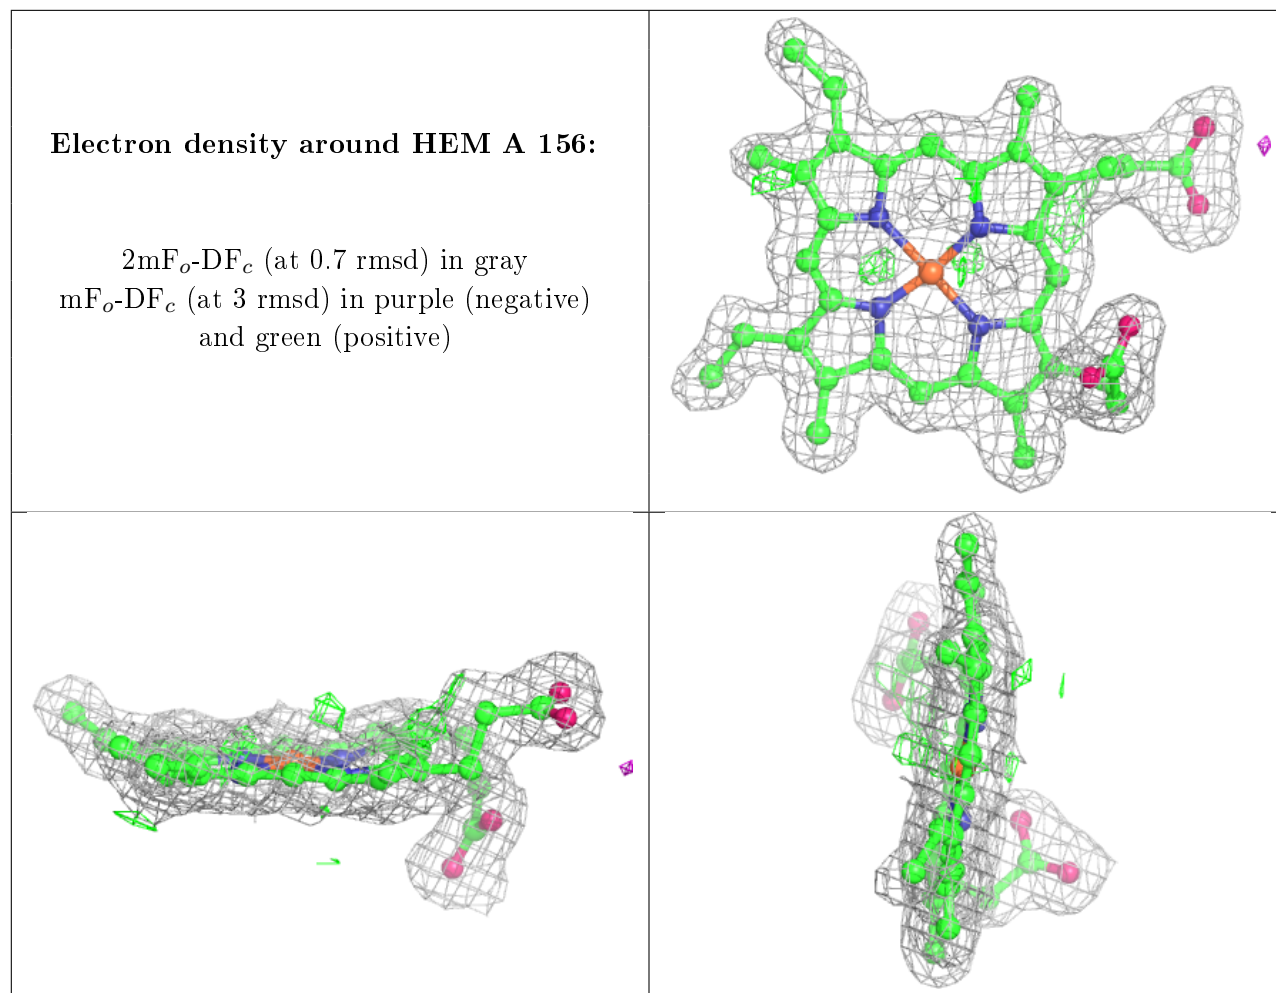 Electron density around HEM A 156:
2mFₒ-DF𝒸 (at 0.7 rmsd) in gray
mFₒ-DF𝒸 (at 3 rmsd) in purple (negative)
and green (positive)